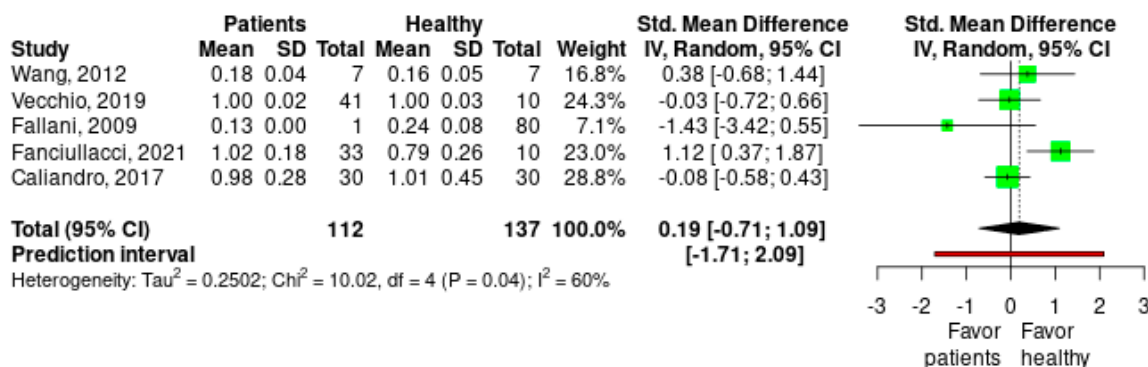 Patients Healthy Std. Mean Difference Std. Mean Difference
Study Mean SD Total Mean SD Total Weight IV, Random, 95% CI IV, Random, 95% CI
Wang, 2012 0.18 0.04 7 0.16 0.05 7 16.8% 0.38 [-0.68; 1.44]
Vecchio, 2019 1.00 0.02 41 1.00 0.03 10 24.3% -0.03 [-0.72; 0.66]
Fallani, 2009 0.13 0.00 1 0.24 0.08 80 7.1% -1.43 [-3.42; 0.55]
Fanciullacci, 2021 1.02 0.18 33 0.79 0.26 10 23.0% 1.12 [ 0.37; 1.87]
Caliandro, 2017 0.98 0.28 30 1.01 0.45 30 28.8% -0.08 [-0.58; 0.43]
Total (95% CI) 112 137 100.0% 0.19 [-0.71; 1.09]
Prediction interval [-1.71; 2.09]
Heterogeneity: Tau² = 0.2502; Chi² = 10.02, df = 4 (P = 0.04); I² = 60%
-3 -2 -1 0 1 2 3
Favor Favor
patients healthy